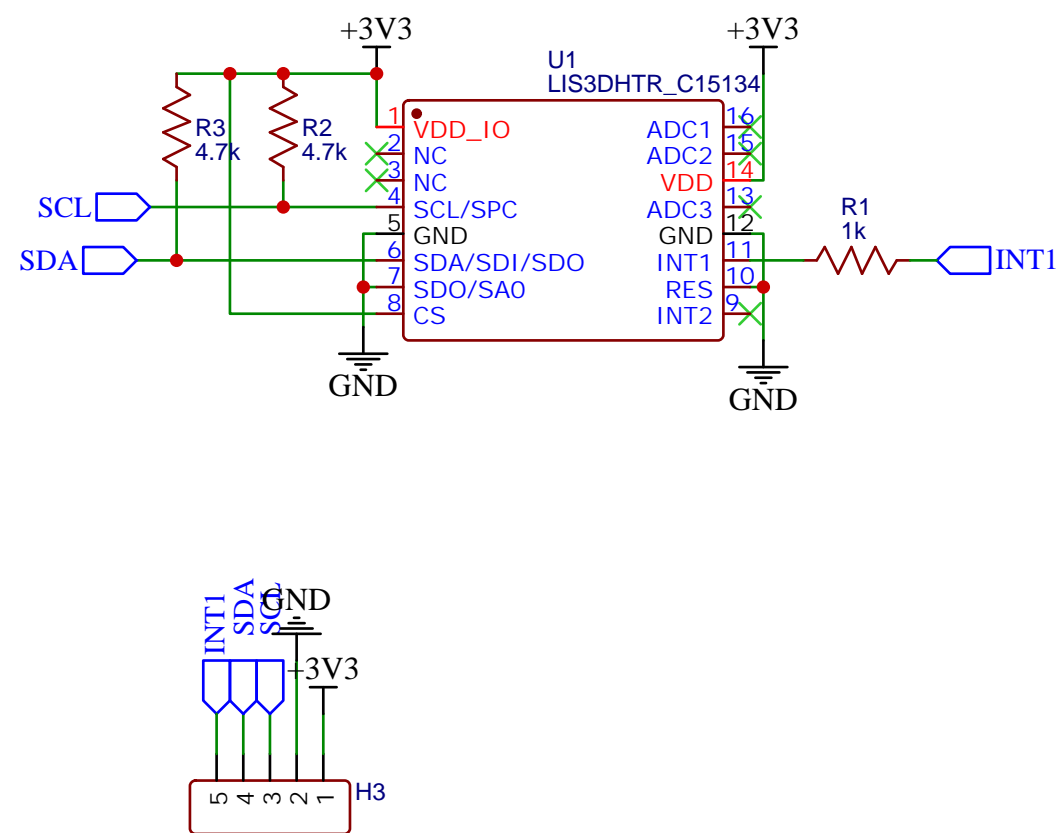 +3V3
+3V3
U1
LIS3DHTR_C15134
R3
4.7k
R2
4.7k
1
VDD_IO
2
NC
3
NC
4
SCL/SPC
5
GND
6
SDA/SDI/SDO
7
SDO/SA0
8
CS
16
ADC1
15
ADC2
14
VDD
13
ADC3
12
GND
11
INT1
10
RES
9
INT2
SCL
SDA
R1
1k
INT1
GND
GND
INT1
SDA
SCL
GND
+3V3
5
4
3
2
1
H3